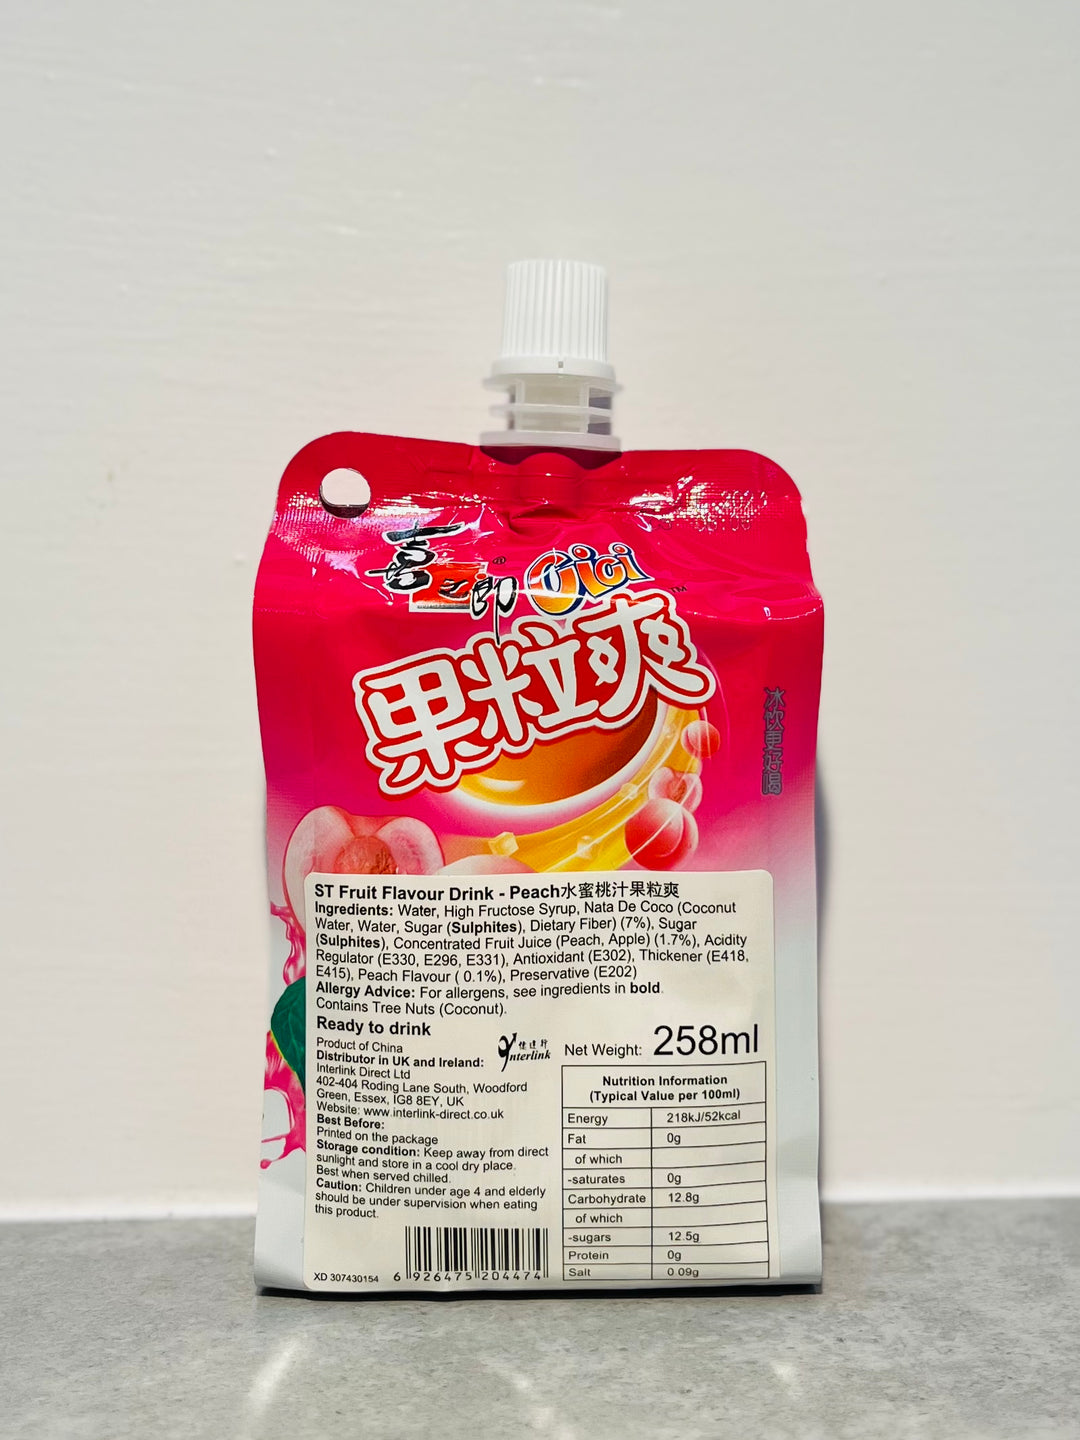 喜之郎®
CiCi™
果粒爽
冰饮更好喝
ST Fruit Flavour Drink - Peach水蜜桃汁果粒爽
Ingredients: Water, High Fructose Syrup, Nata De Coco (Coconut
Water, Water, Sugar (Sulphites), Dietary Fiber) (7%), Sugar
(Sulphites), Concentrated Fruit Juice (Peach, Apple) (1.7%), Acidity
Regulator (E330, E296, E331), Antioxidant (E302), Thickener (E418,
E415), Peach Flavour ( 0.1%), Preservative (E202)
Allergy Advice: For allergens, see ingredients in bold.
Contains Tree Nuts (Coconut).
Ready to drink
Product of China
Distributor in UK and Ireland:
Interlink Direct Ltd
402-404 Roding Lane South, Woodford
Green, Essex, IG8 8EY, UK
Website: www.interlink-direct.co.uk
Best Before:
Printed on the package
Storage condition: Keep away from direct
sunlight and store in a cool dry place.
Best when served chilled.
Caution: Children under age 4 and elderly
should be under supervision when eating
this product.
XD 307430154
6 926475 204474
Interlink
Net Weight: 258ml
Nutrition Information
(Typical Value per 100ml)
Energy 218kJ/52kcal
Fat 0g
of which
-saturates 0g
Carbohydrate 12.8g
of which
-sugars 12.5g
Protein 0g
Salt 0.09g